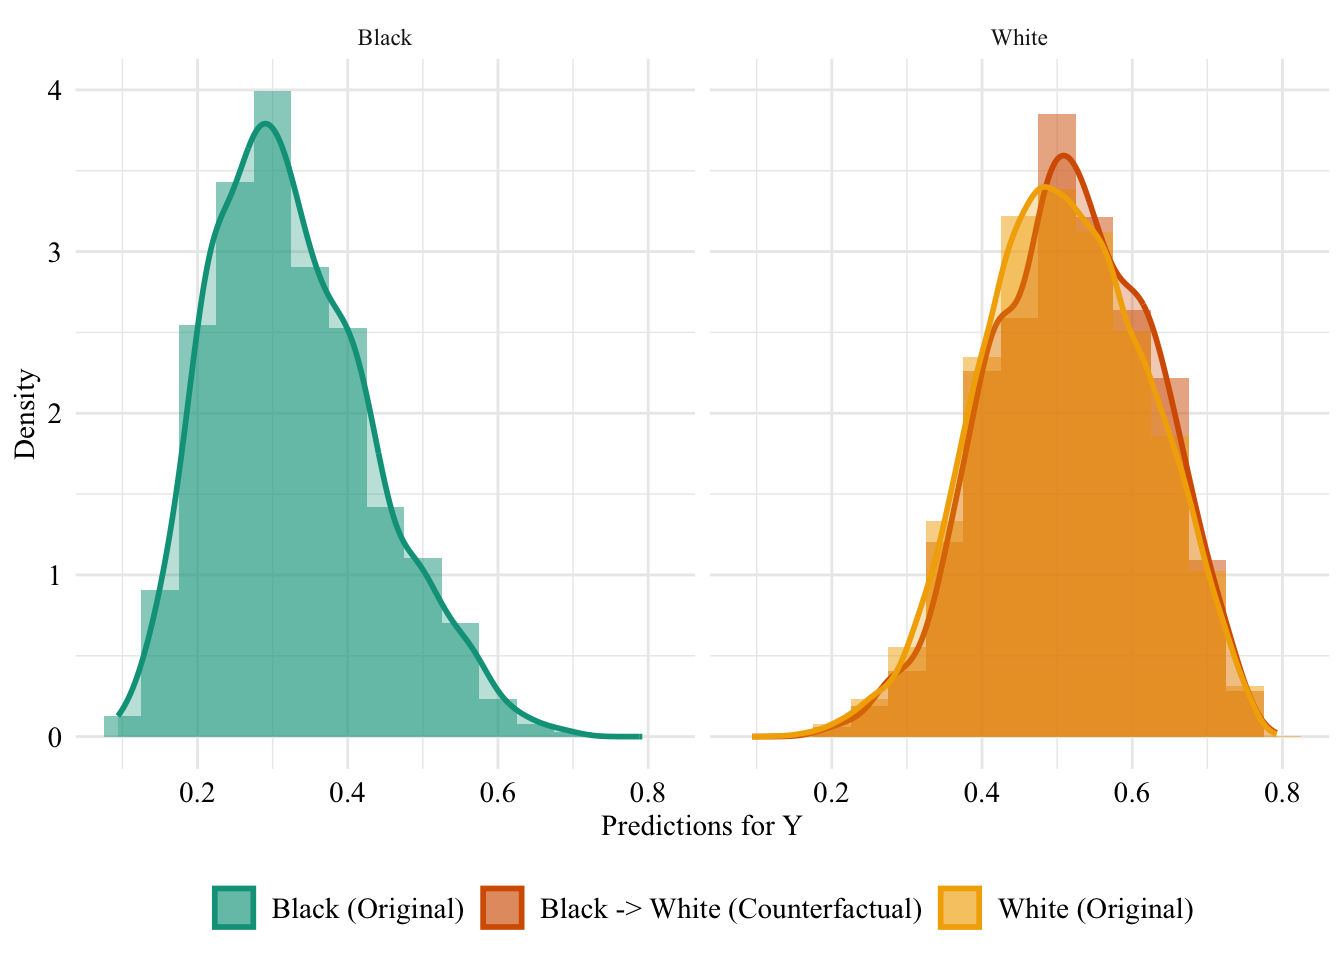 Black
White
4
3
2
1
0
Density
0.2 0.4 0.6 0.8
0.2 0.4 0.6 0.8
Predictions for Y
Black (Original) Black -> White (Counterfactual) White (Original)